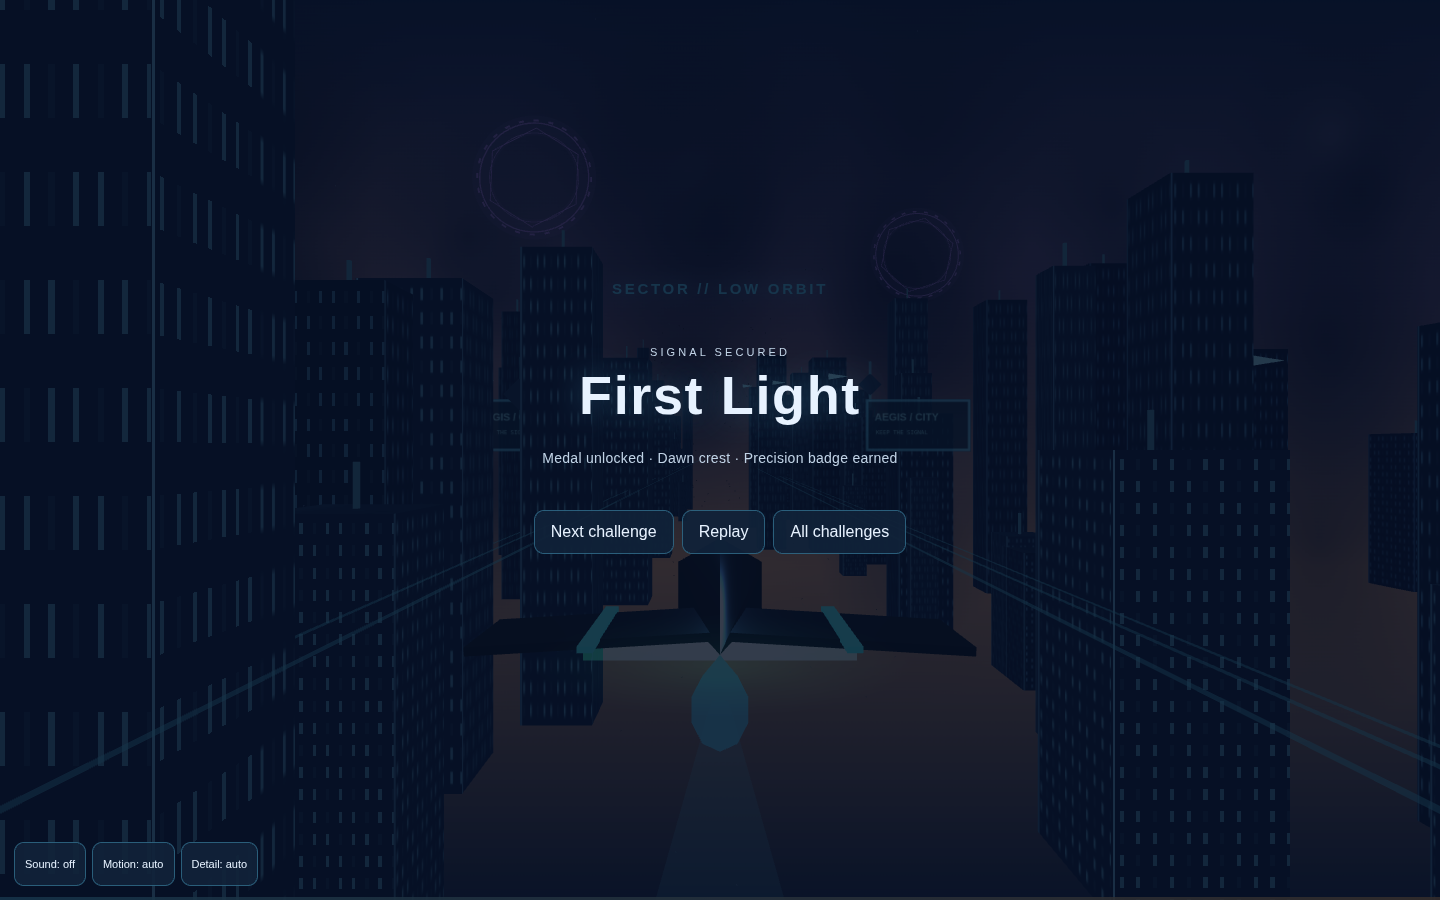 SECTOR // LOW ORBIT
SIGNAL SECURED
First Light
AEGIS / CITY
Medal unlocked · Dawn crest · Precision badge earned
Next challenge
Replay
All challenges
Sound: off
Motion: auto
Detail: auto